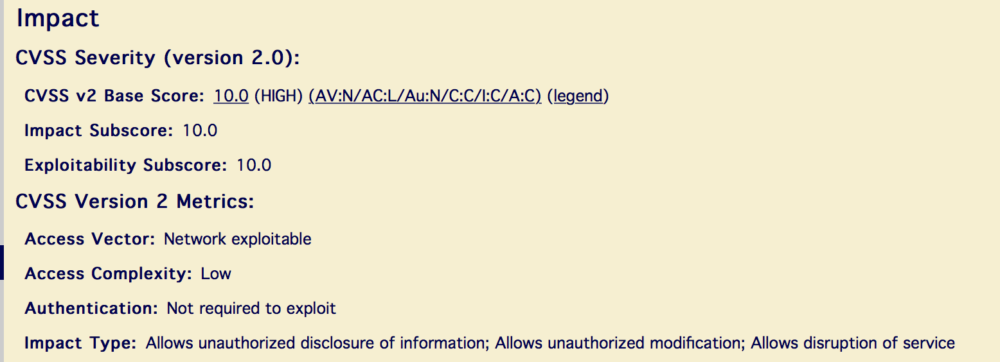 Impact
CVSS Severity (version 2.0):
CVSS v2 Base Score: 10.0 (HIGH) (AV:N/AC:L/Au:N/C:C/I:C/A:C) (legend)
Impact Subscore: 10.0
Exploitability Subscore: 10.0
CVSS Version 2 Metrics:
Access Vector: Network exploitable
Access Complexity: Low
Authentication: Not required to exploit
Impact Type: Allows unauthorized disclosure of information; Allows unauthorized modification; Allows disruption of service